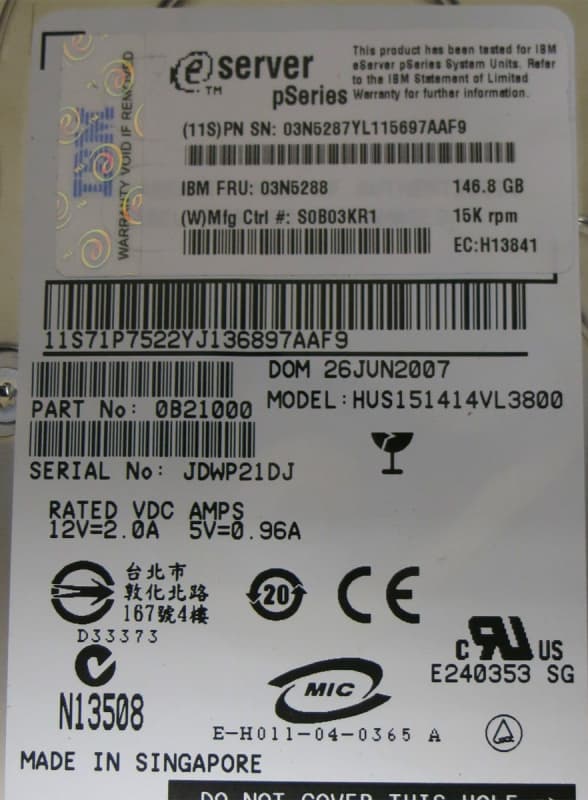 IBM
WARRANTY VOID IF REMOVED
e server
TM
pSeries
This product has been tested for IBM
eServer pSeries System Units. Refer
to the IBM Statement of Limited
Warranty for further information.
(11S)PN SN: 03N5287YL115697AAF9
IBM FRU: 03N5288 146.8 GB
(W)Mfg Ctrl #: S0B03KR1 15K rpm
EC:H13841
11S71P7522YJ136897AAF9
DOM 26JUN2007
PART No: 0B21000 MODEL:HUS151414VL3800
SERIAL No: JDWP21DJ
RATED VDC AMPS
12V=2.0A 5V=0.96A
台北市
敦化北路
167號4樓
D33373
20
CE
C UR US
E240353 SG
N13508
MIC
E-H011-04-0365 A
MADE IN SINGAPORE
DO NOT COVER THIS HOLE